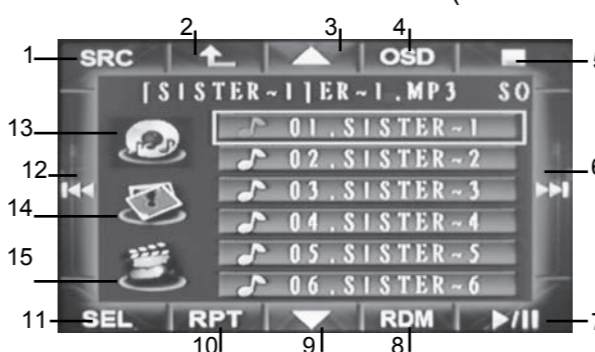 2 3 4
1 SRC OSD 5
[SISTER~1]ER~1.MP3 SO
13 01.SISTER~1
02.SISTER~2
12 6
03.SISTER~3
14 04.SISTER~4
15 05.SISTER~5
06.SISTER~6
11 SEL RPT RDM 7
10 9 8